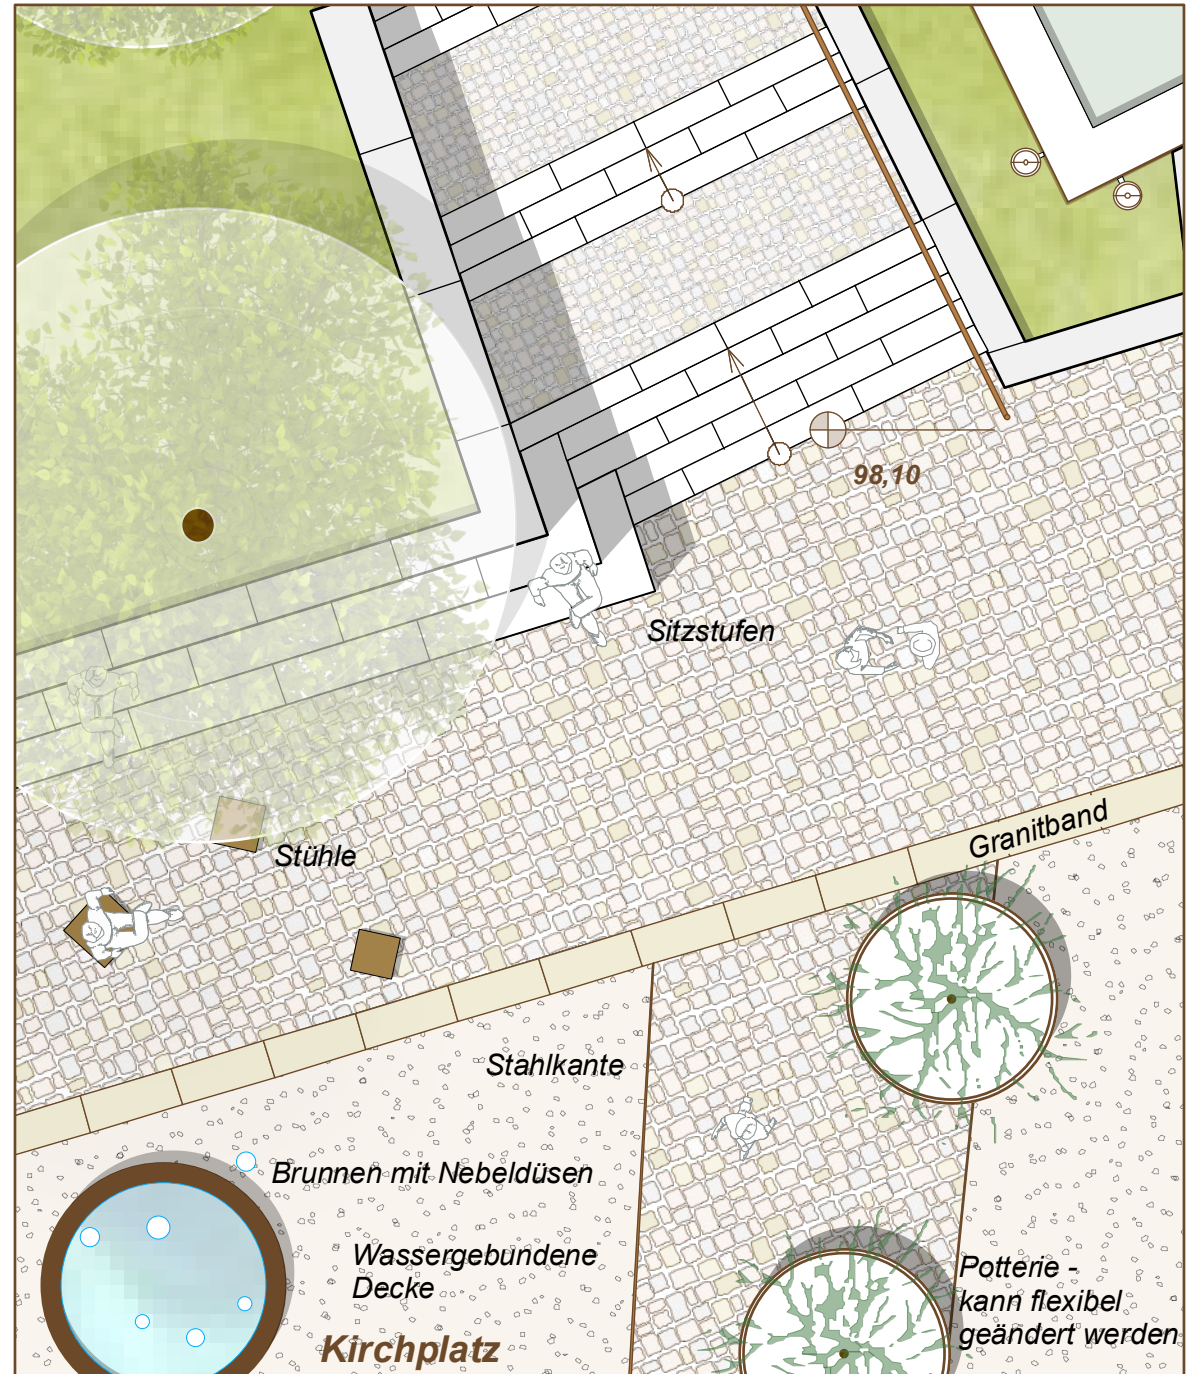 98,10
Sitzstufen
Granitband
Stühle
Stahlkante
Brunnen mit Nebeldüsen
Wassergebundene
Decke
Potterie -
kann flexibel
geändert werden
Kirchplatz